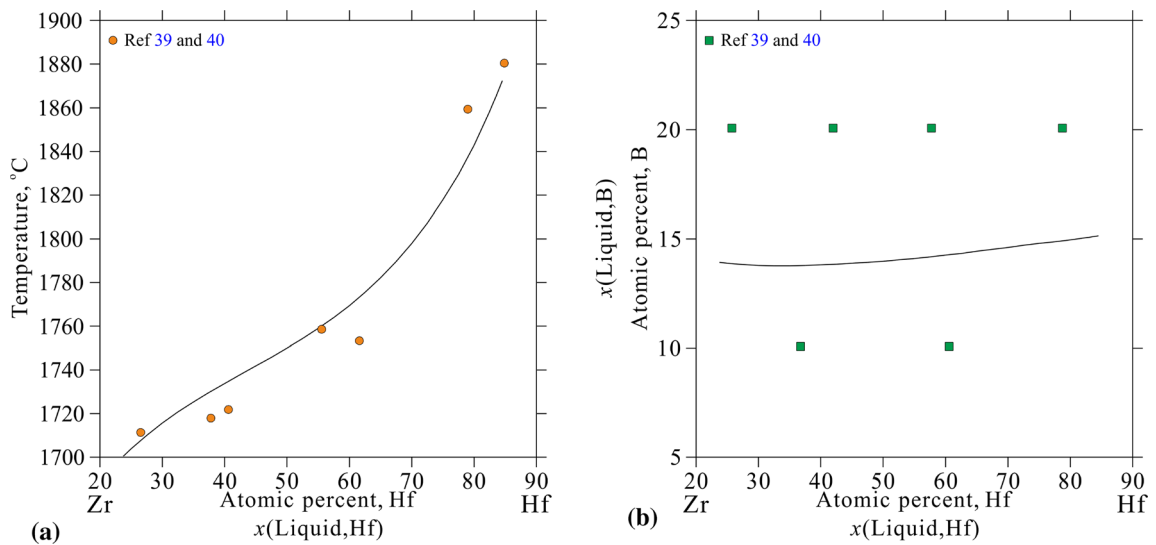 1900
1880
1860
1840
1820
1800
1780
1760
1740
1720
1700
Temperature, °C
Ref 39 and 40
20 30 40 50 60 70 80 90
Zr Atomic percent, Hf Hf
x(Liquid,Hf)
(a)
25
20
15
10
5
x(Liquid,B)
Atomic percent, B
Ref 39 and 40
20 30 40 50 60 70 80 90
Zr Atomic percent, Hf Hf
x(Liquid,Hf)
(b)